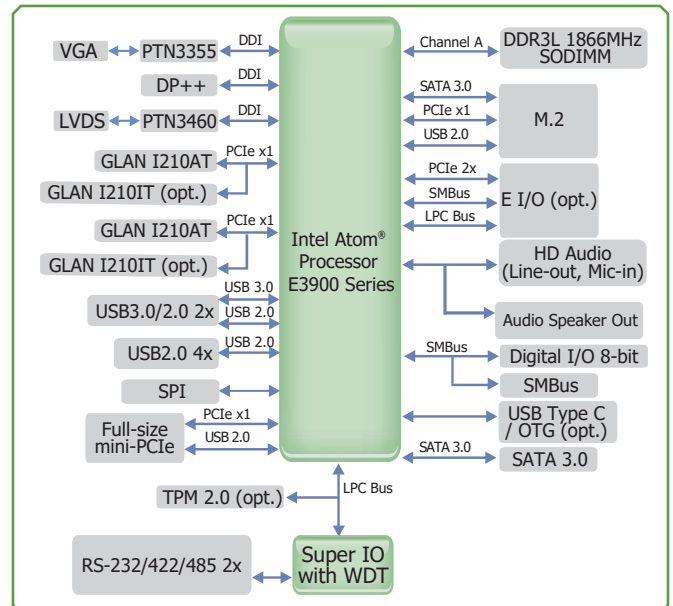 VGA
PTN3355
DDI
DP++
DDI
LVDS
PTN3460
DDI
GLAN I210AT
PCIe x1
GLAN I210IT (opt.)
GLAN I210AT
PCIe x1
GLAN I210IT (opt.)
USB3.0/2.0 2x
USB 3.0
USB 2.0
USB2.0 4x
USB 2.0
SPI
Full-size
mini-PCIe
PCIe x1
USB 2.0
Intel Atom®
Processor
E3900 Series
Channel A
DDR3L 1866MHz
SODIMM
SATA 3.0
PCIe x1
USB 2.0
M.2
PCIe 2x
SMBus
LPC Bus
E I/O (opt.)
HD Audio
(Line-out, Mic-in)
Audio Speaker Out
SMBus
Digital I/O 8-bit
SMBus
USB Type C
/ OTG (opt.)
SATA 3.0
SATA 3.0
TPM 2.0 (opt.)
LPC Bus
RS-232/422/485 2x
Super IO
with WDT